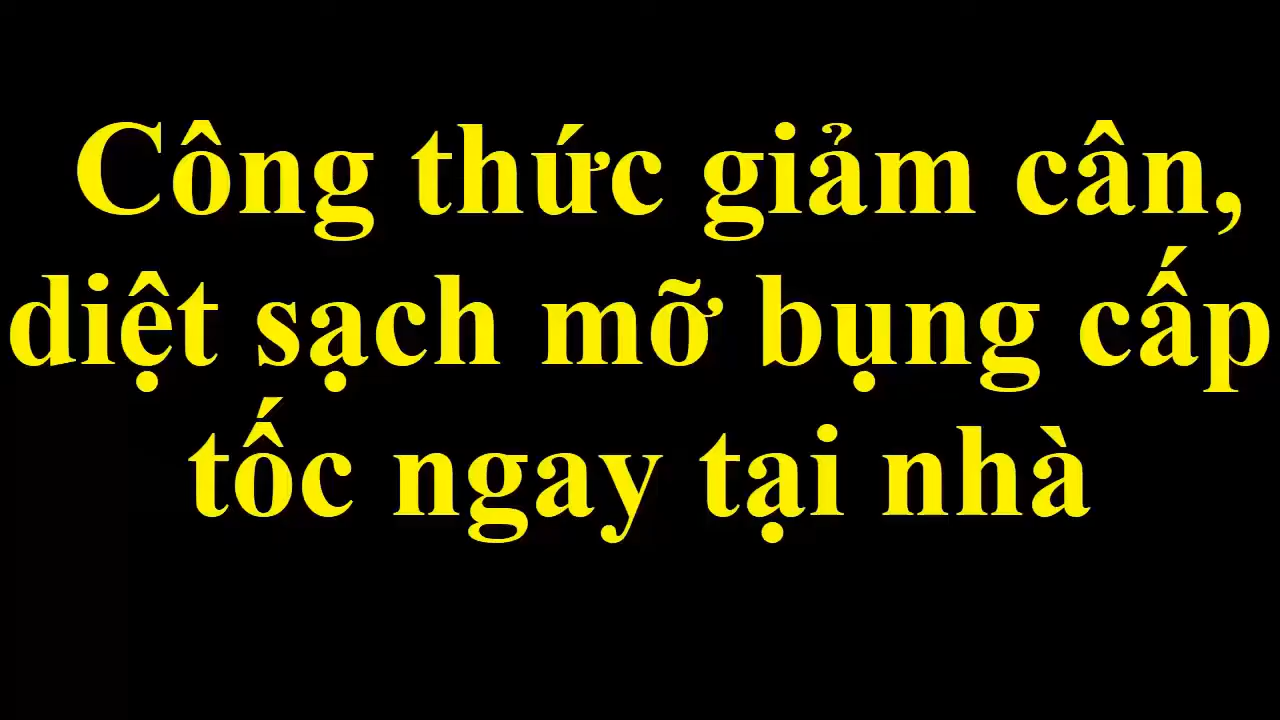 Công thức giảm cân,
diệt sạch mỡ bụng cấp
tốc ngay tại nhà